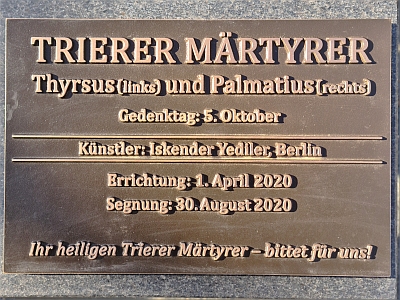 TRIERER MÄRTYRER
Thyrsus (links) und Palmatius (rechts)
Gedenktag: 5. Oktober
Künstler: Iskender Yediler, Berlin
Errichtung: 1. April 2020
Segnung: 30. August 2020
Ihr heiligen Trierer Märtyrer – bittet für uns!